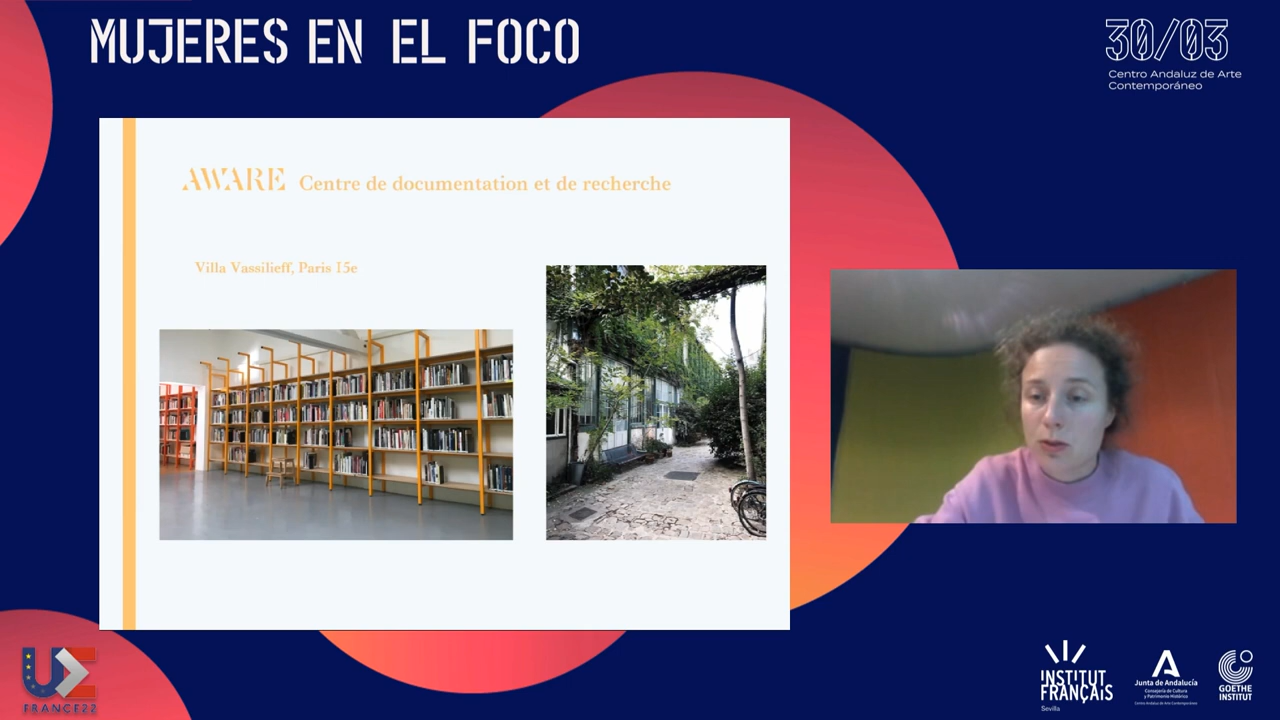 MUJERES EN EL FOCO
30/03
Centro Andaluz de Arte
Contemporáneo
AWARE Centre de documentation et de recherche
Villa Vassilieff, Paris 15e
UE
FRANCE22
INSTITUT
FRANÇAIS
Sevilla
Junta de Andalucía
Consejería de Cultura
y Patrimonio Histórico
Centro Andaluz de Arte Contemporáneo
GOETHE
INSTITUT